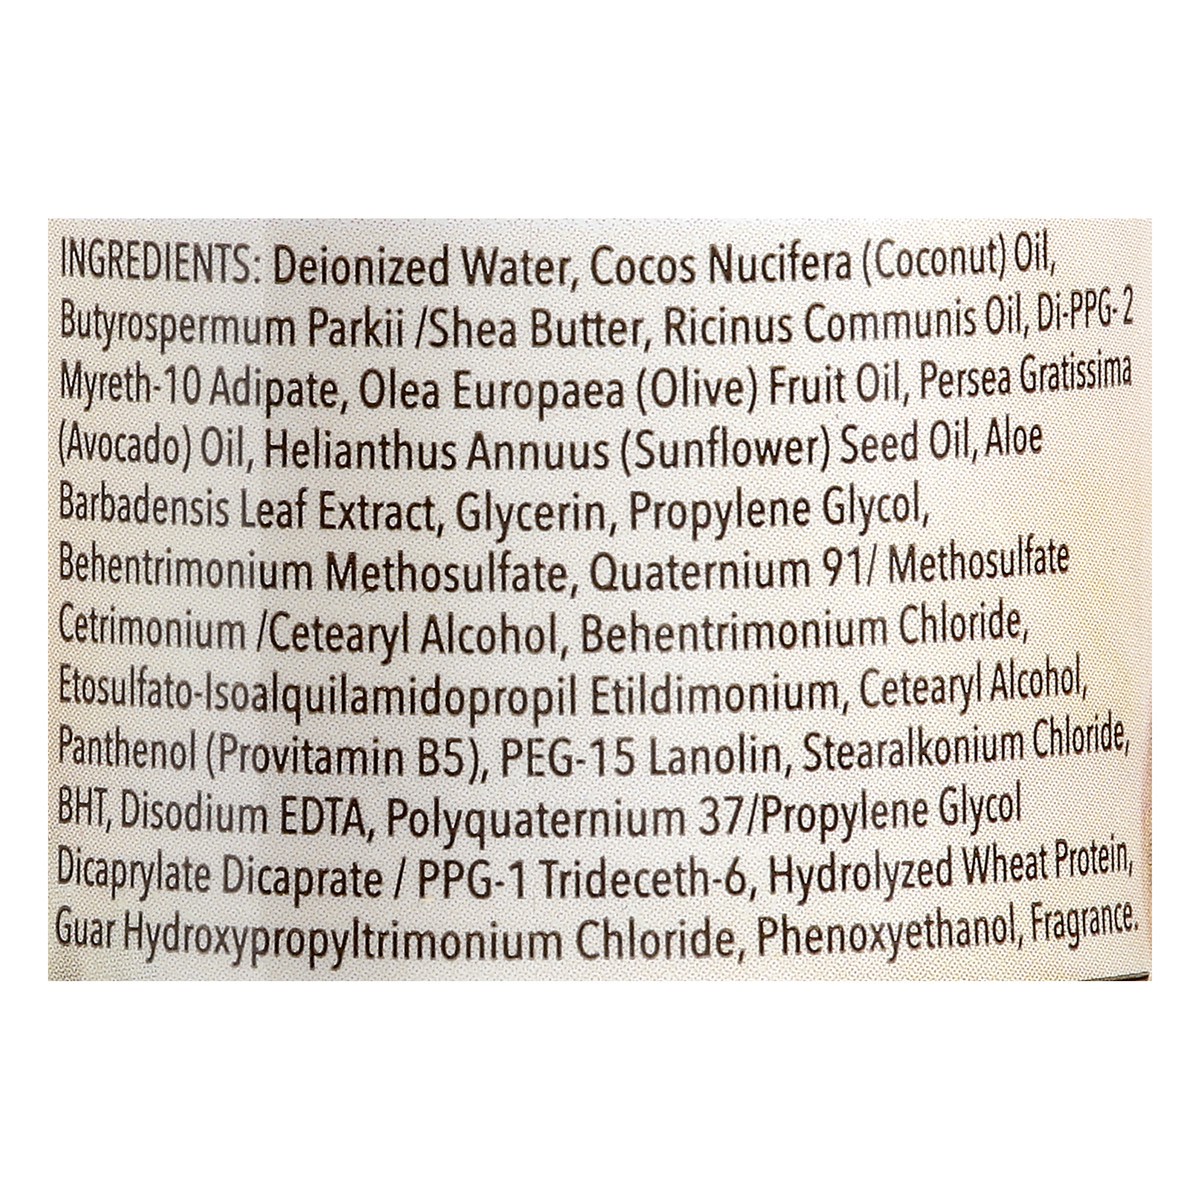 INGREDIENTS: Deionized Water, Cocos Nucifera (Coconut) Oil,
Butyrospermum Parkii /Shea Butter, Ricinus Communis Oil, Di-PPG-2
Myreth-10 Adipate, Olea Europaea (Olive) Fruit Oil, Persea Gratissima
(Avocado) Oil, Helianthus Annuus (Sunflower) Seed Oil, Aloe
Barbadensis Leaf Extract, Glycerin, Propylene Glycol,
Behentrimonium Methosulfate, Quaternium 91/ Methosulfate
Cetrimonium /Cetearyl Alcohol, Behentrimonium Chloride,
Etosulfato-Isoalquilamidopropil Etildimonium, Cetearyl Alcohol,
Panthenol (Provitamin B5), PEG-15 Lanolin, Stearalkonium Chloride,
BHT, Disodium EDTA, Polyquaternium 37/Propylene Glycol
Dicaprylate Dicaprate / PPG-1 Trideceth-6, Hydrolyzed Wheat Protein,
Guar Hydroxypropyltrimonium Chloride, Phenoxyethanol, Fragrance.